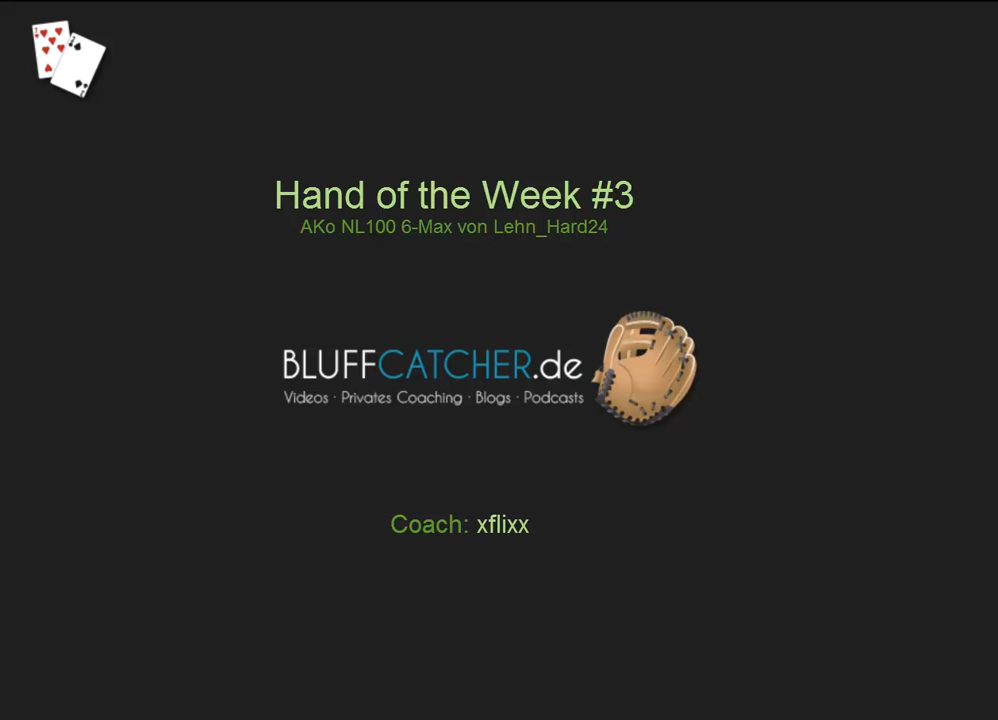 Hand of the Week #3
AKo NL100 6-Max von Lehn_Hard24
BLUFFCATCHER.de
Videos · Privates Coaching · Blogs · Podcasts
Coach: xflixx